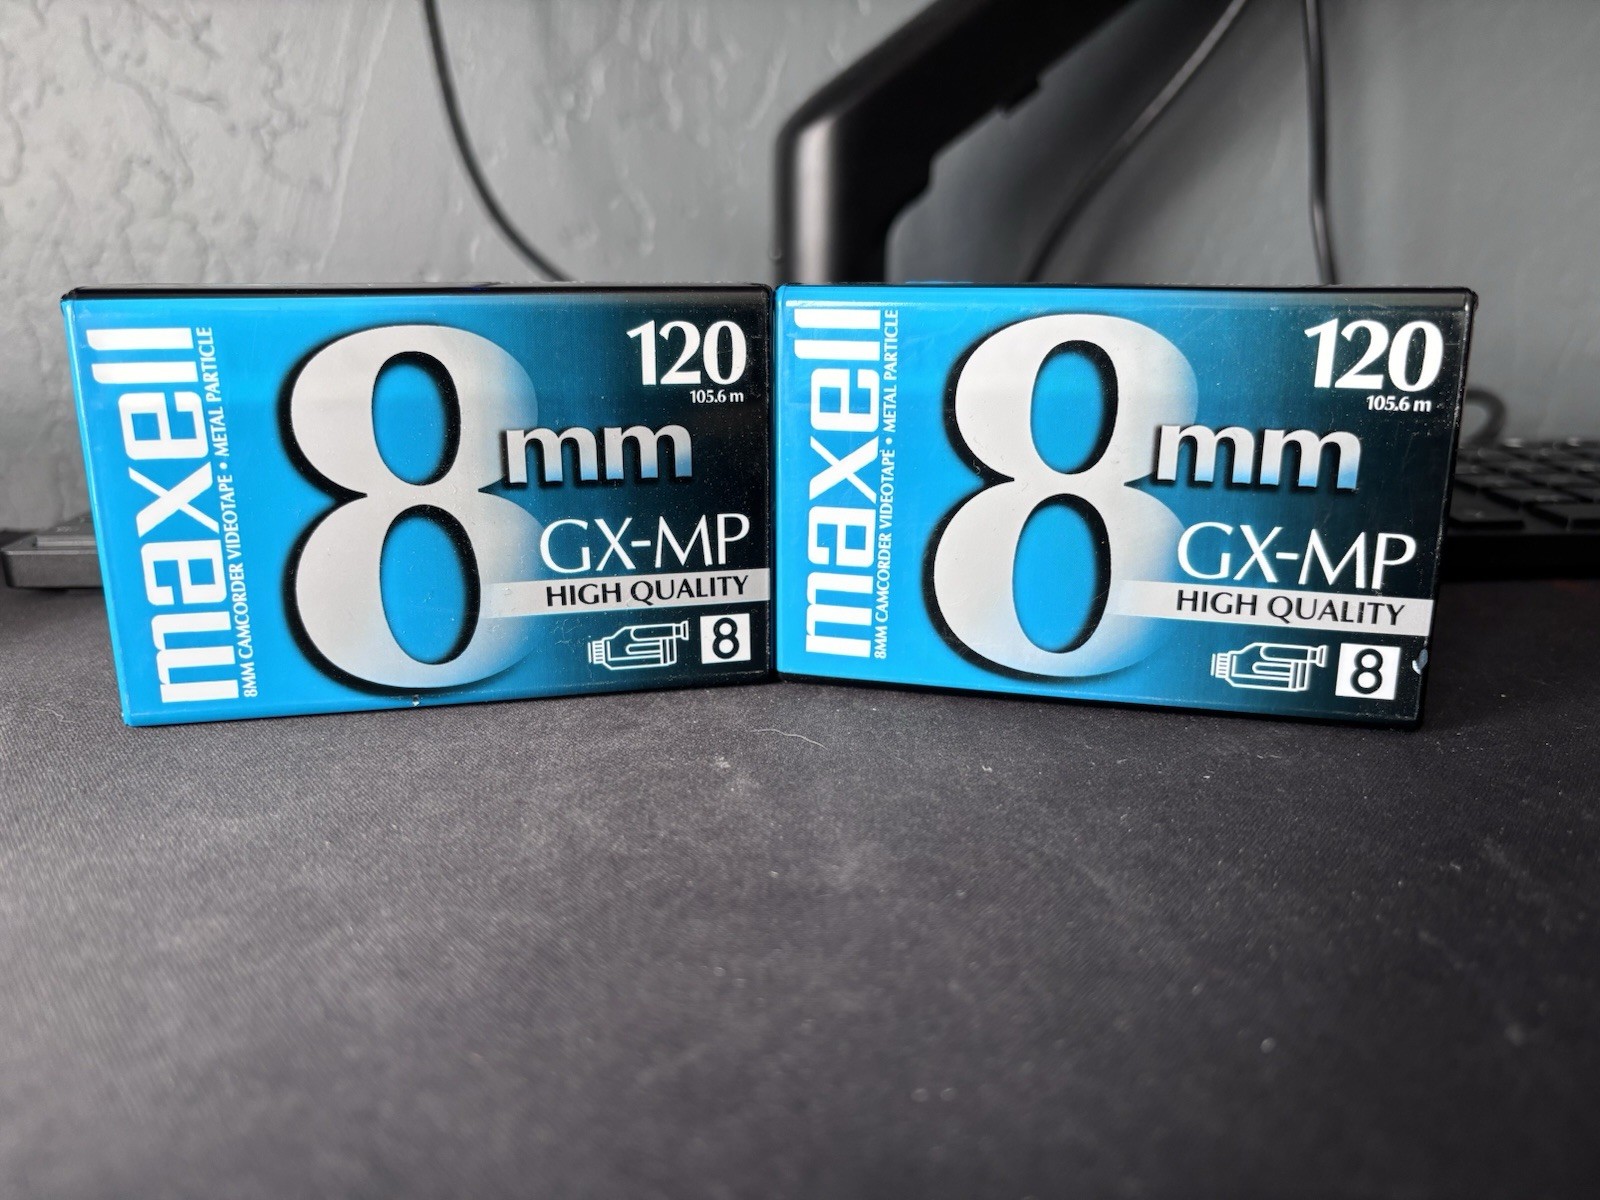 maxell
8MM CAMCORDER VIDEOTAPE • METAL PARTICLE
8mm
120
105.6 m
GX-MP
HIGH QUALITY
8
maxell
8MM CAMCORDER VIDEOTAPE • METAL PARTICLE
8mm
120
105.6 m
GX-MP
HIGH QUALITY
8